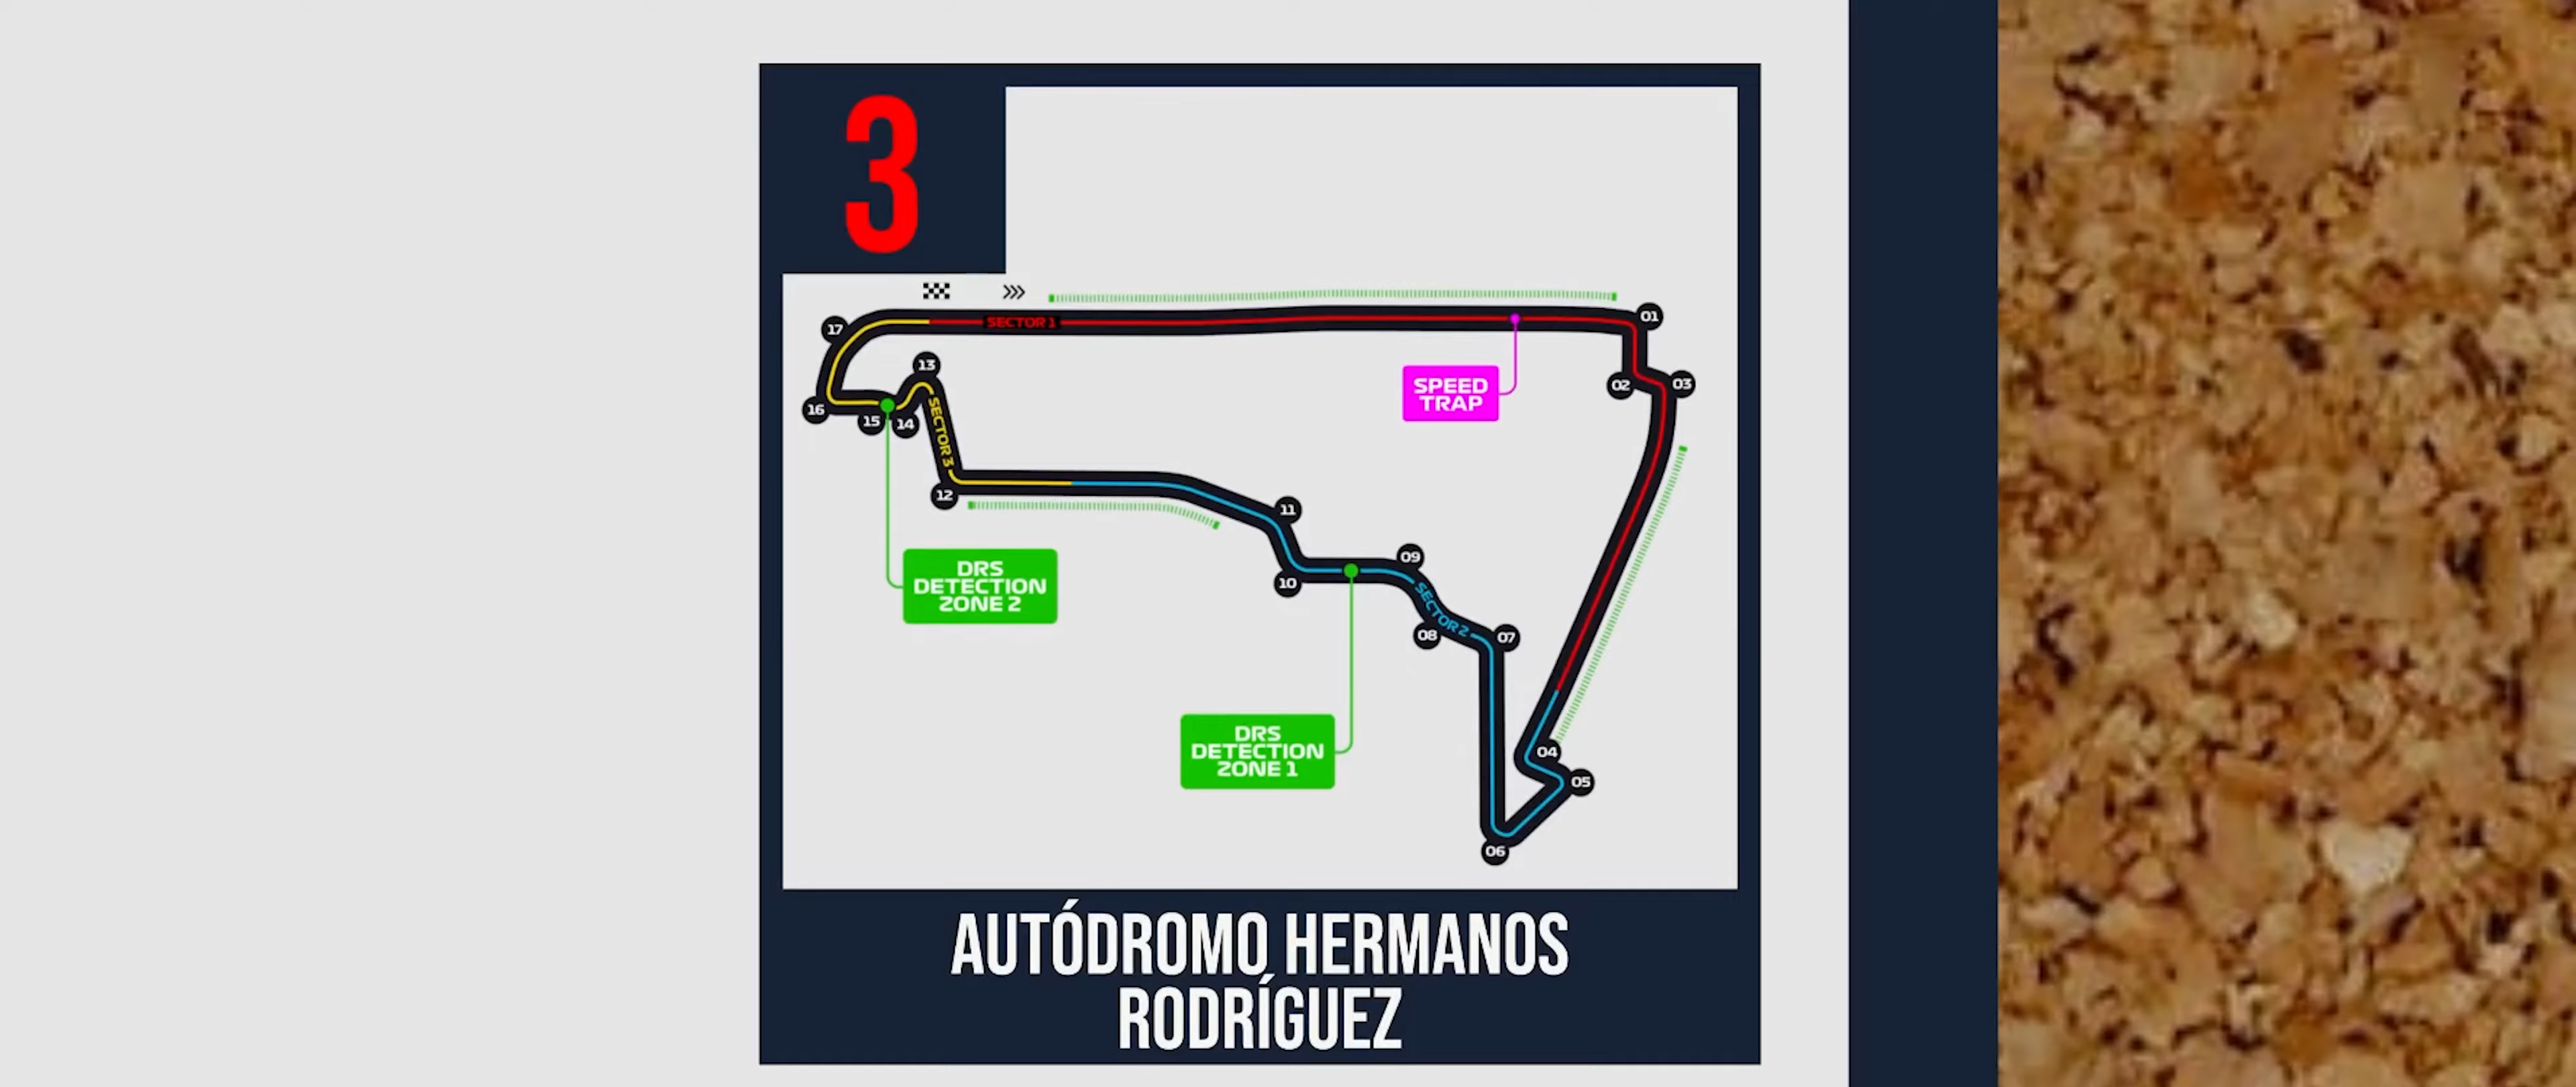 3
SECTOR 1
17
01
13
SPEED
TRAP
02
03
16
15
14
SECTOR 3
12
11
DRS
DETECTION
ZONE 2
09
10
SECTOR 2
08
07
DRS
DETECTION
ZONE 1
04
05
06
AUTÓDROMO HERMANOS
RODRÍGUEZ